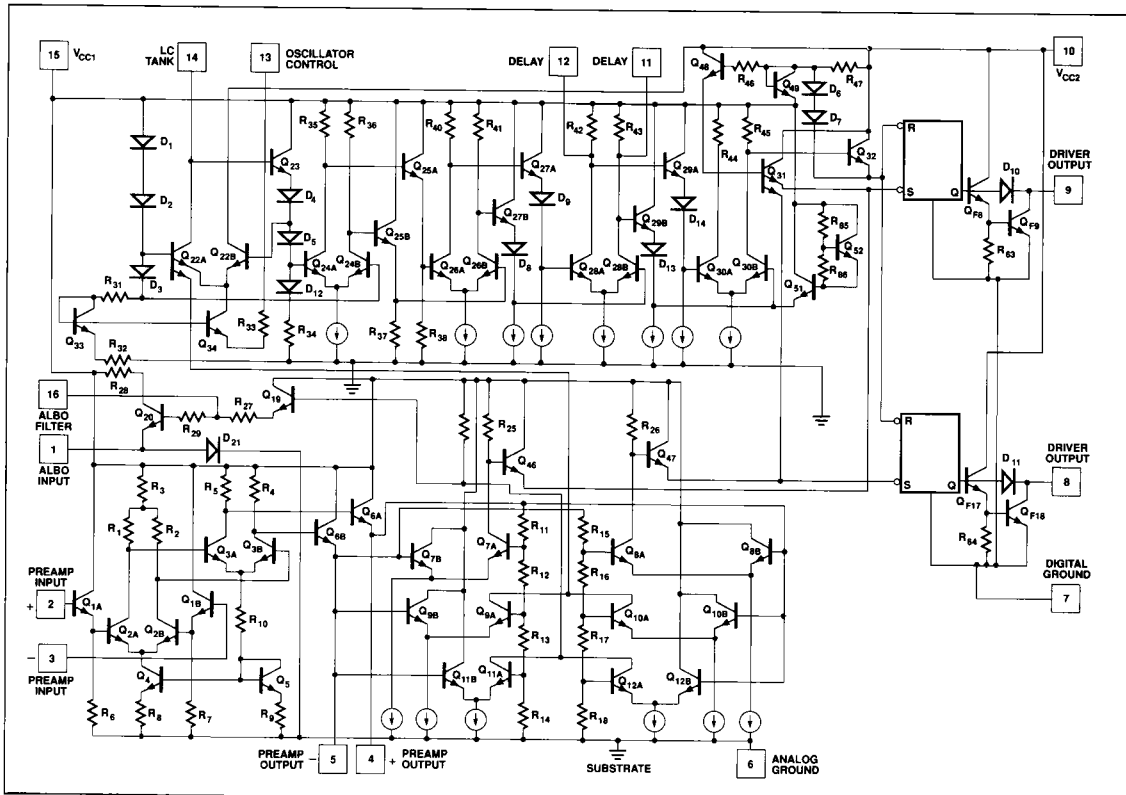 15 VCC1
LC TANK 14
13 OSCILLATOR CONTROL
DELAY 12
DELAY 11
10 VCC2
Q48 R46 Q49 D6 R47
D7
D1 R35 R36 R40 R41 R42 R43 R44 R45
Q32
R
S Q
D10
DRIVER OUTPUT 9
QF8 QF9
R63
Q23 Q25A Q27A Q29A Q31
D2 D4 D9 D14
Q27B Q29B
R85 Q52
R86
Q22A Q22B D5 Q25B
Q24A Q24B Q26A Q26B D8 Q28A Q28B D13 Q30A Q30B
D3 D12
Q51
R31
Q33 Q34 R33 R34 R37 R38
R32
R28
16 ALBO FILTER
Q20 R29 R27 Q19
D21
1 ALBO INPUT
R25 Q46 R26 Q47
R
S Q
D11
DRIVER OUTPUT 8
QF17 QF18
R64
DIGITAL GROUND 7
R3 R5 R4
R1 R2
Q3A Q3B Q6B Q6A
Q7B Q7A R11 R15 Q8A Q8B
R12 R16
PREAMP INPUT
+ 2 Q1A
Q1B
Q2A Q2B
R10
Q9B Q9A Q10A Q10B
R13 R17
- 3
PREAMP INPUT
Q4 Q5
Q11B Q11A Q12A Q12B
R6 R8 R7 R9 R14 R18
PREAMP OUTPUT - 5
4 + PREAMP OUTPUT
SUBSTRATE
6 ANALOG GROUND